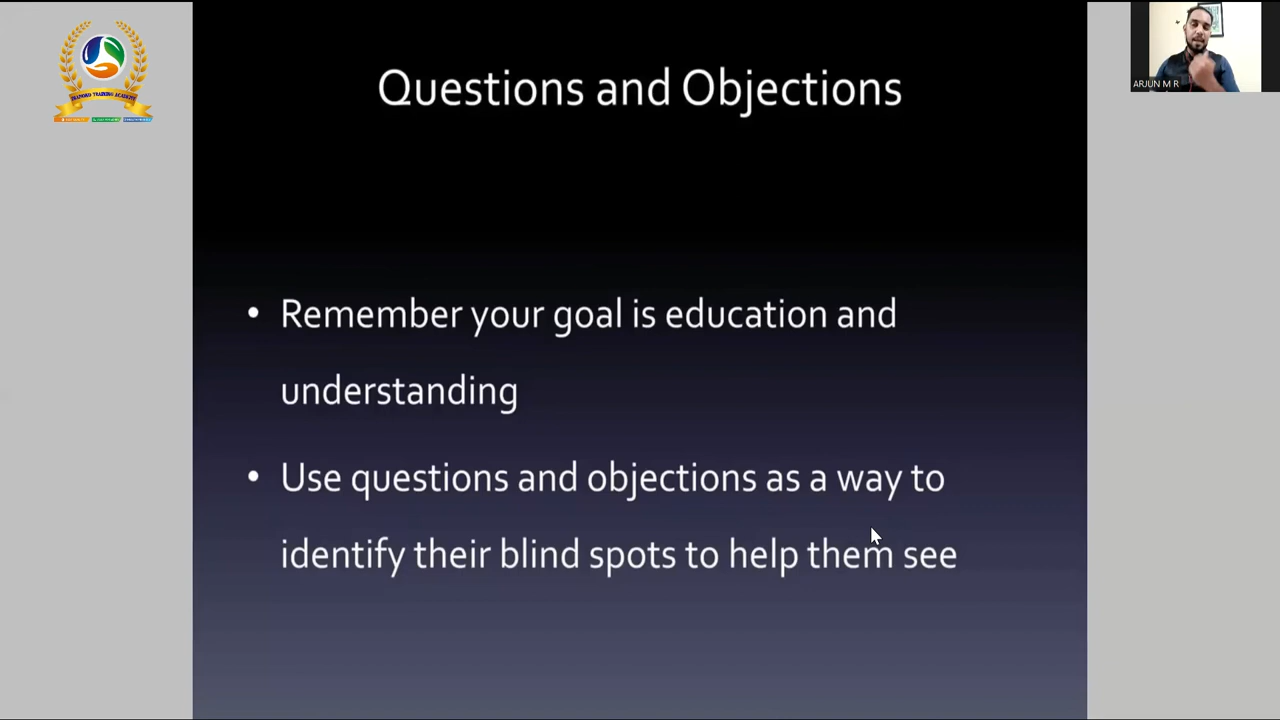 Questions and Objections
ARJUN M R
• Remember your goal is education and
understanding
• Use questions and objections as a way to
identify their blind spots to help them see